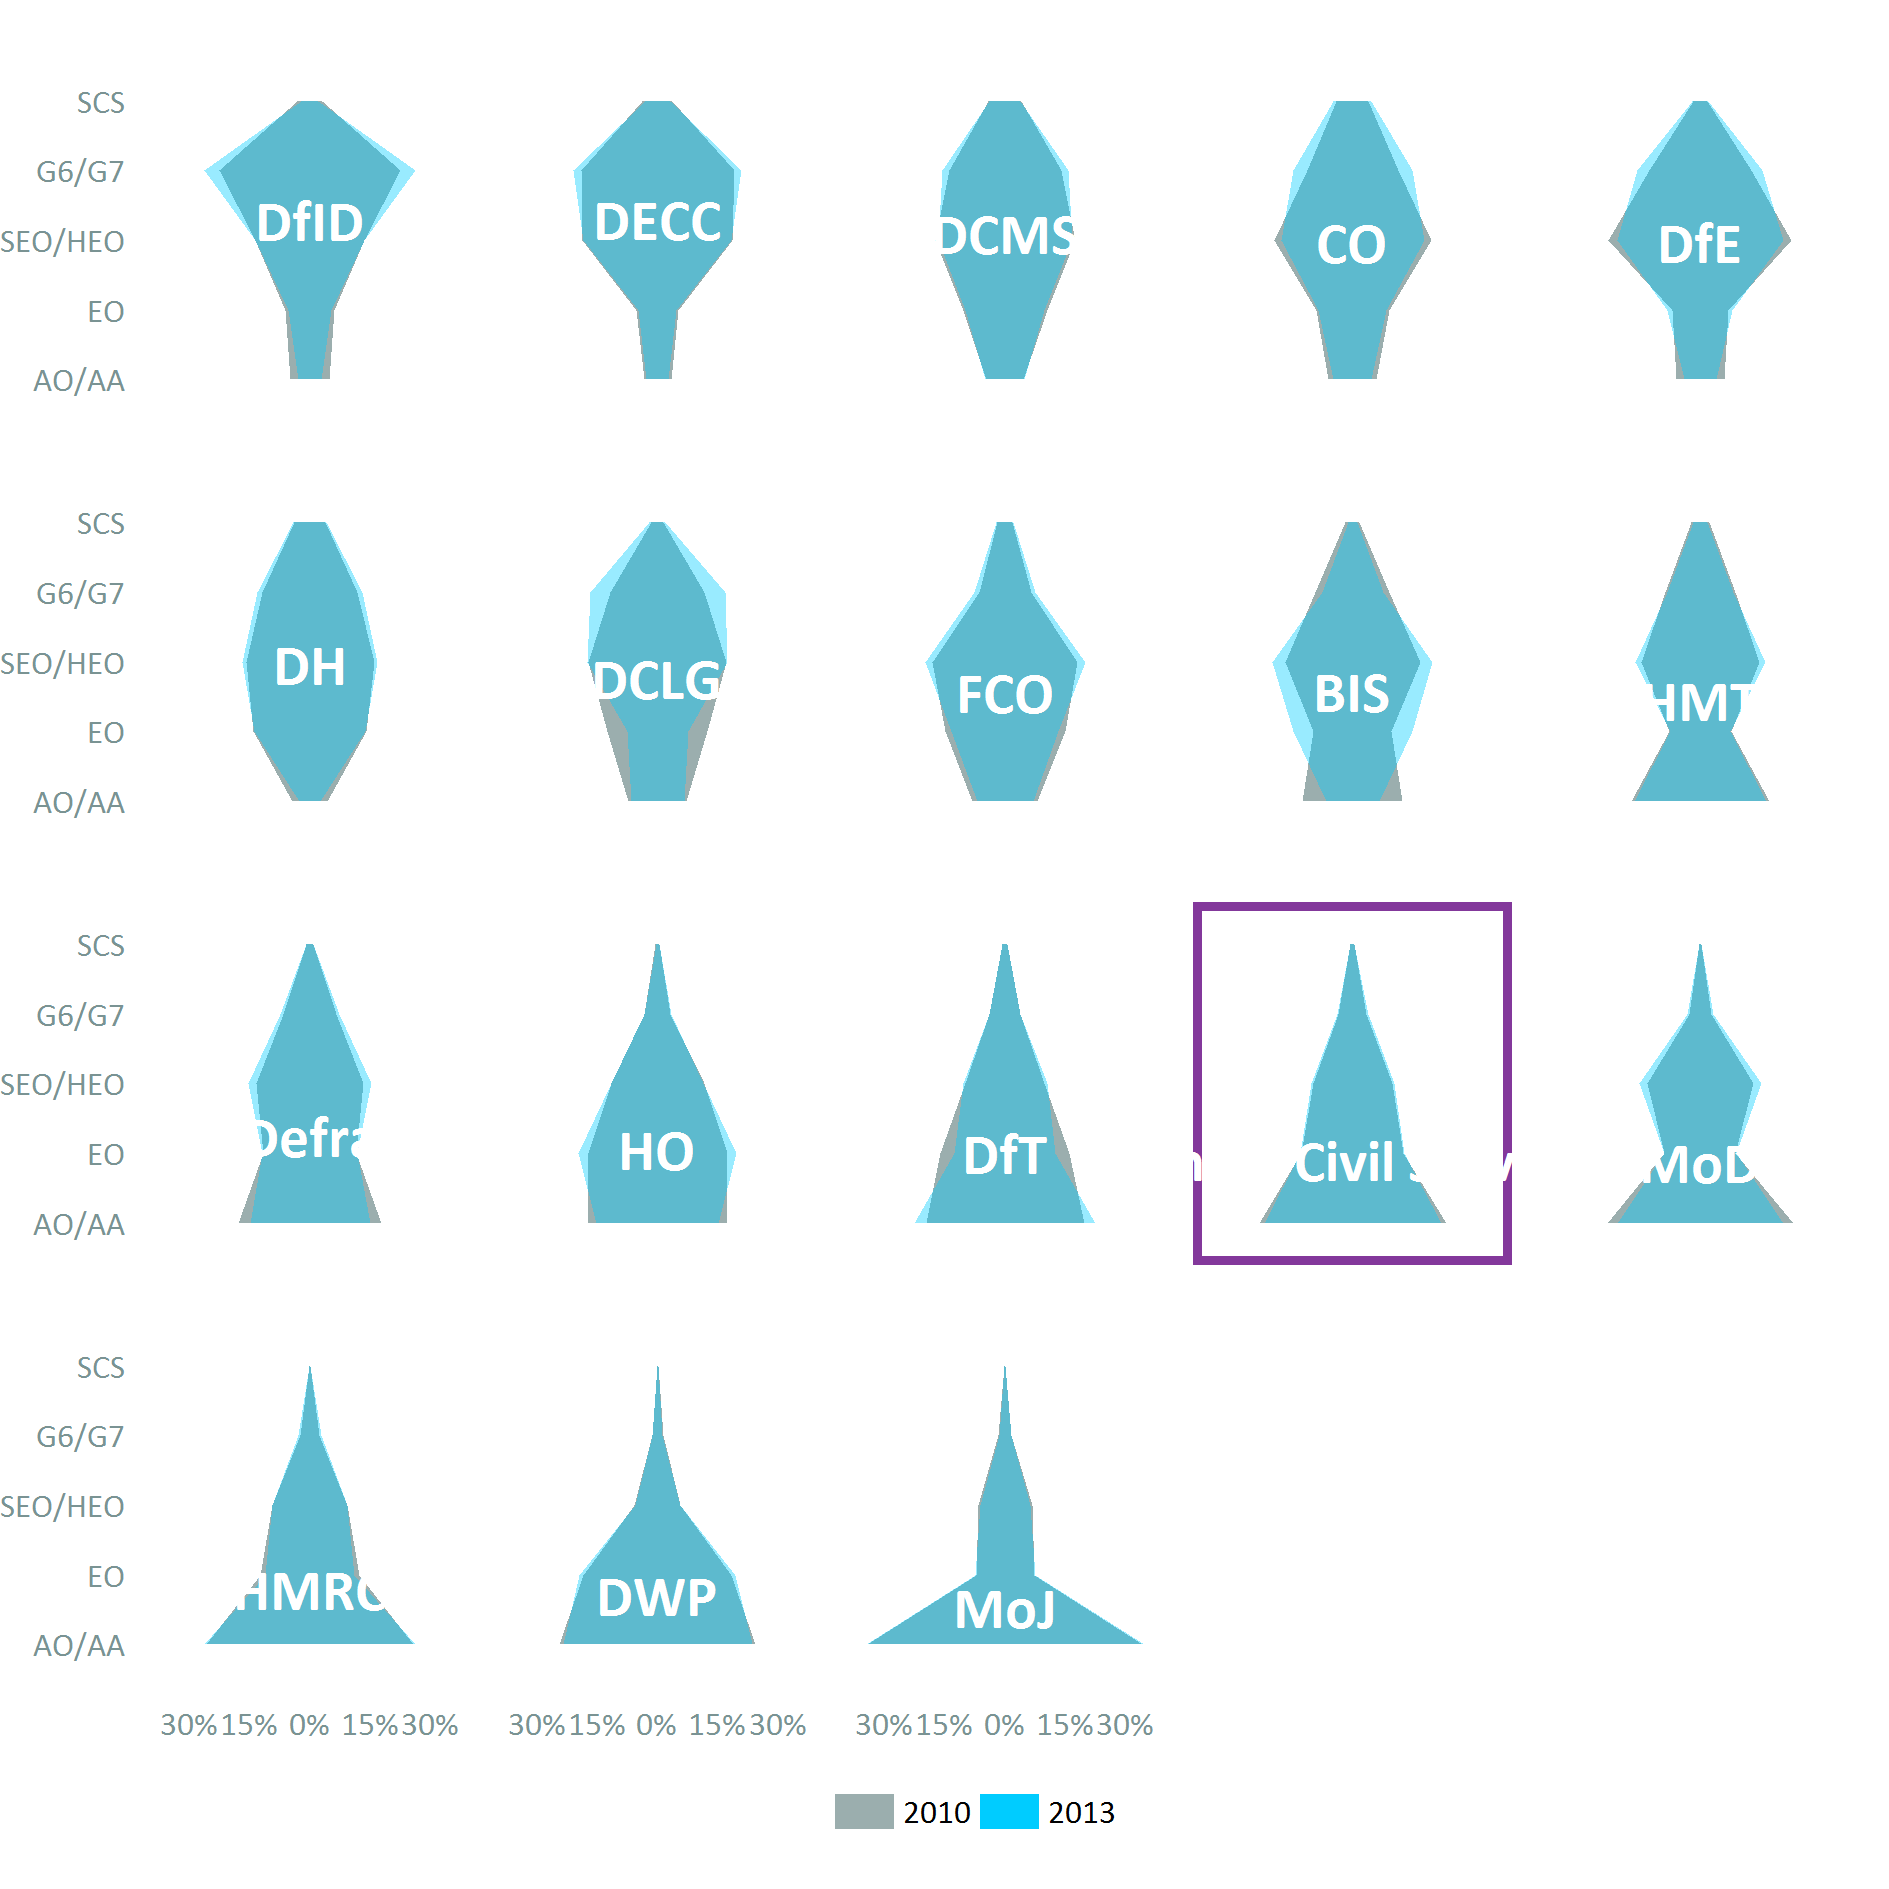 SCS
G6/G7
SEO/HEO
EO
AO/AA
DfID
DECC
DCMS
CO
DfE
SCS
G6/G7
SEO/HEO
EO
AO/AA
DH
DCLG
FCO
BIS
HMT
SCS
G6/G7
SEO/HEO
EO
AO/AA
Defra
HO
DfT
Civil
MoD
SCS
G6/G7
SEO/HEO
EO
AO/AA
HMRC
DWP
MoJ
30% 15% 0% 15% 30%
30% 15% 0% 15% 30%
30% 15% 0% 15% 30%
2010 2013